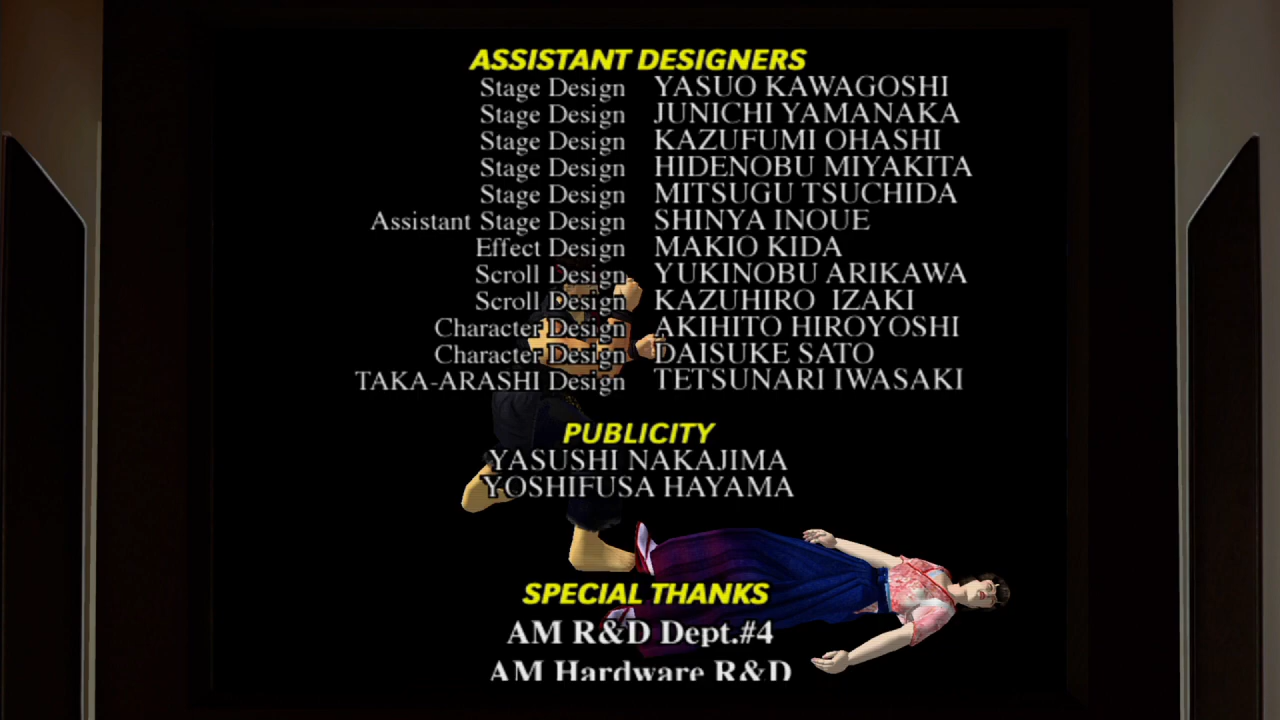 ASSISTANT DESIGNERS
Stage Design YASUO KAWAGOSHI
Stage Design JUNICHI YAMANAKA
Stage Design KAZUFUMI OHASHI
Stage Design HIDENOBU MIYAKITA
Stage Design MITSUGU TSUCHIDA
Assistant Stage Design SHINYA INOUE
Effect Design MAKIO KIDA
Scroll Design YUKINOBU ARIKAWA
Scroll Design KAZUHIRO IZAKI
Character Design AKIHITO HIROYOSHI
Character Design DAISUKE SATO
TAKA-ARASHI Design TETSUNARI IWASAKI
PUBLICITY
YASUSHI NAKAJIMA
YOSHIFUSA HAYAMA
SPECIAL THANKS
AM R&D Dept.#4
AM Hardware R&D